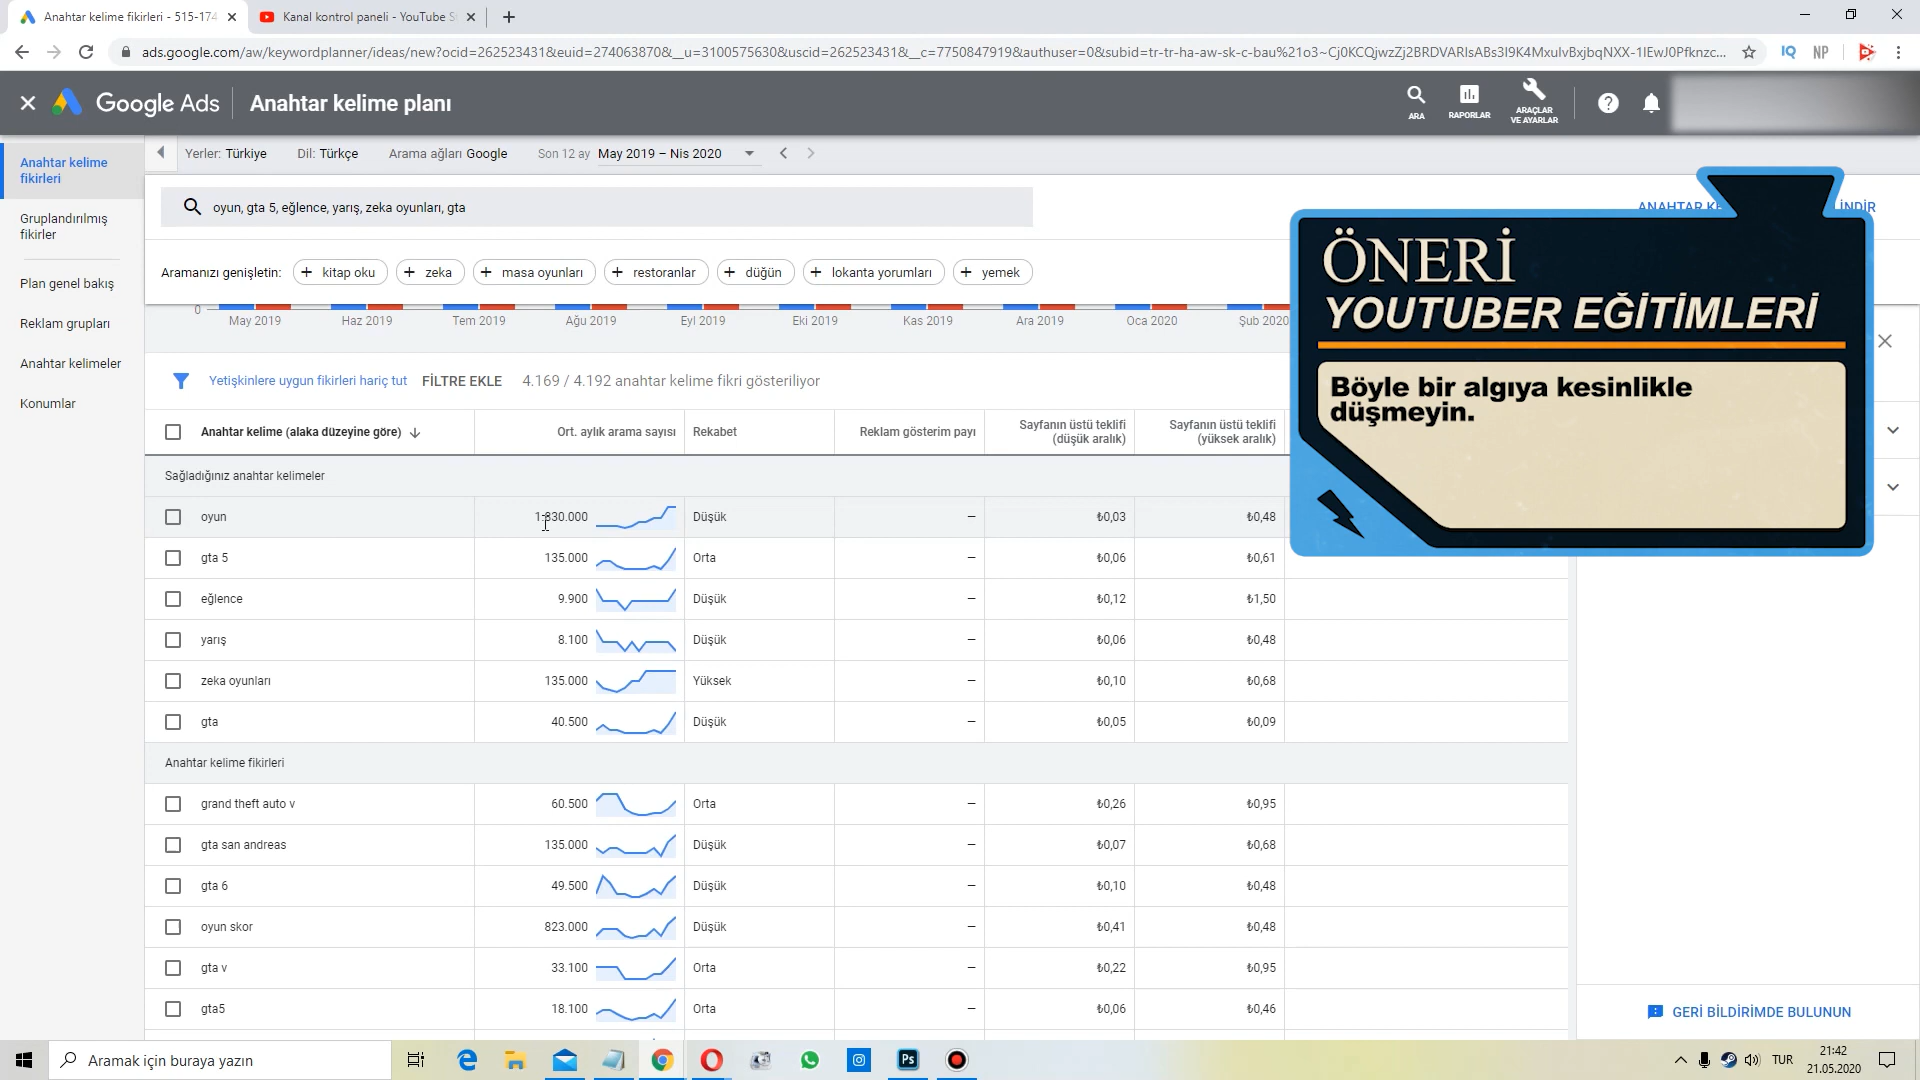 Anahtar kelime fikirleri - 515-174
Kanal kontrol paneli - YouTube S
ads.google.com/aw/keywordplanner/ideas/new?ocid=262523431&euid=274063870&__u=3100575630&uscid=262523431&__c=7750847919&authuser=0&subid=tr-tr-ha-aw-sk-c-bau%21o3~Cj0KCQjwzZj2BRDVARIsABs3I9K4MxulvBxjbqNXX-1IEwJ0Pfknzc...
IQ NP
Google Ads Anahtar kelime planı
ARA
RAPORLAR
ARAÇLAR
VE AYARLAR
Anahtar kelime
fikirleri
Gruplandırılmış
fikirler
Plan genel bakış
Reklam grupları
Anahtar kelimeler
Konumlar
Yerler: Türkiye Dil: Türkçe Arama ağları Google Son 12 ay May 2019 – Nis 2020
oyun, gta 5, eğlence, yarış, zeka oyunları, gta
ANAHTAR KE
İNDİR
Aramanızı genişletin: + kitap oku + zeka + masa oyunları + restoranlar + düğün + lokanta yorumları + yemek
0
May 2019 Haz 2019 Tem 2019 Ağu 2019 Eyl 2019 Eki 2019 Kas 2019 Ara 2019 Oca 2020 Şub 2020
ÖNERİ
YOUTUBER EĞİTİMLERİ
Böyle bir algıya kesinlikle
düşmeyin.
Yetişkinlere uygun fikirleri hariç tut FİLTRE EKLE 4.169 / 4.192 anahtar kelime fikri gösteriliyor
Anahtar kelime (alaka düzeyine göre) Ort. aylık arama sayısı Rekabet Reklam gösterim payı Sayfanın üstü teklifi (düşük aralık) Sayfanın üstü teklifi (yüksek aralık)
Sağladığınız anahtar kelimeler
oyun Düşük – ₺0,03 ₺0,48
gta 5 135.000 Orta – ₺0,06 ₺0,61
eğlence 9.900 Düşük – ₺0,12 ₺1,50
yarış 8.100 Düşük – ₺0,06 ₺0,48
zeka oyunları 135.000 Yüksek – ₺0,10 ₺0,68
gta 40.500 Düşük – ₺0,05 ₺0,09
Anahtar kelime fikirleri
grand theft auto v 60.500 Orta – ₺0,26 ₺0,95
gta san andreas 135.000 Düşük – ₺0,07 ₺0,68
gta 6 49.500 Düşük – ₺0,10 ₺0,48
oyun skor 823.000 Düşük – ₺0,41 ₺0,48
gta v 33.100 Orta – ₺0,22 ₺0,95
gta5 18.100 Orta – ₺0,06 ₺0,46
GERİ BİLDİRİMDE BULUNUN
Aramak için buraya yazın
Ps
TUR
21:42
21.05.2020